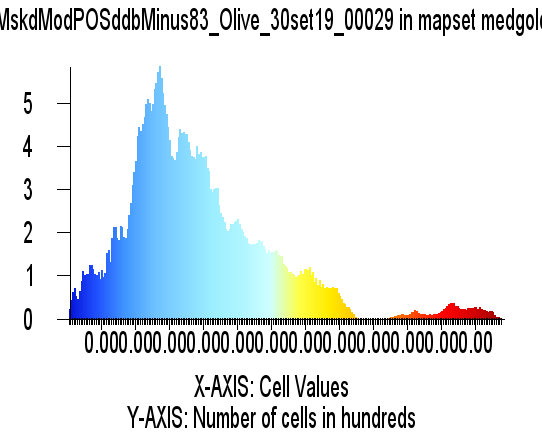 MskdModPOSddbMinus83_Olive_30set19_00029 in mapset medgold
5
4
3
2
1
0
0.000.000.000.000.000.000.000.000.000.000.000.00
X-AXIS: Cell Values
Y-AXIS: Number of cells in hundreds